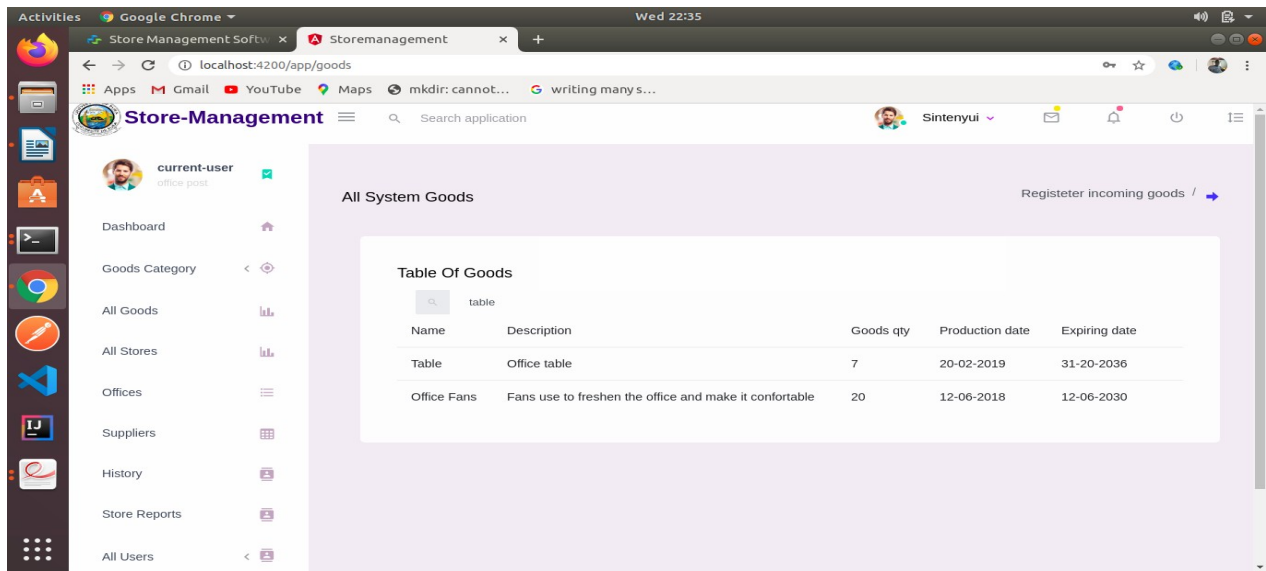 Activities Google Chrome Wed 22:35
Store Management Softw Storemanagement
localhost:4200/app/goods
Apps Gmail YouTube Maps mkdir: cannot... writing many s...
Store-Management Search application Sintenyui
current-user
office post
All System Goods Registeter incoming goods /
Dashboard
Goods Category
All Goods
All Stores
Offices
Suppliers
History
Store Reports
All Users
Table Of Goods
table
Name Description Goods qty Production date Expiring date
Table Office table 7 20-02-2019 31-20-2036
Office Fans Fans use to freshen the office and make it confortable 20 12-06-2018 12-06-2030